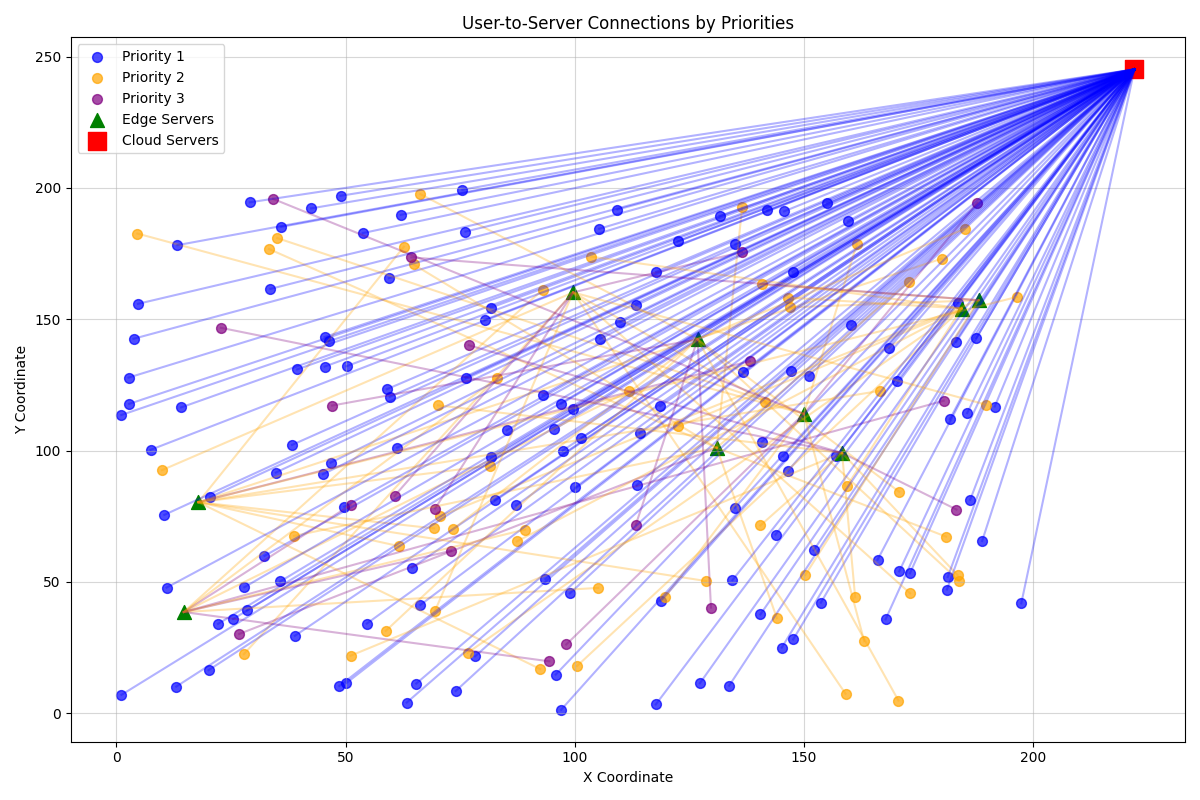 User-to-Server Connections by Priorities
Priority 1
Priority 2
Priority 3
Edge Servers
Cloud Servers
250
200
150
100
50
0
Y Coordinate
0
50
100
150
200
X Coordinate